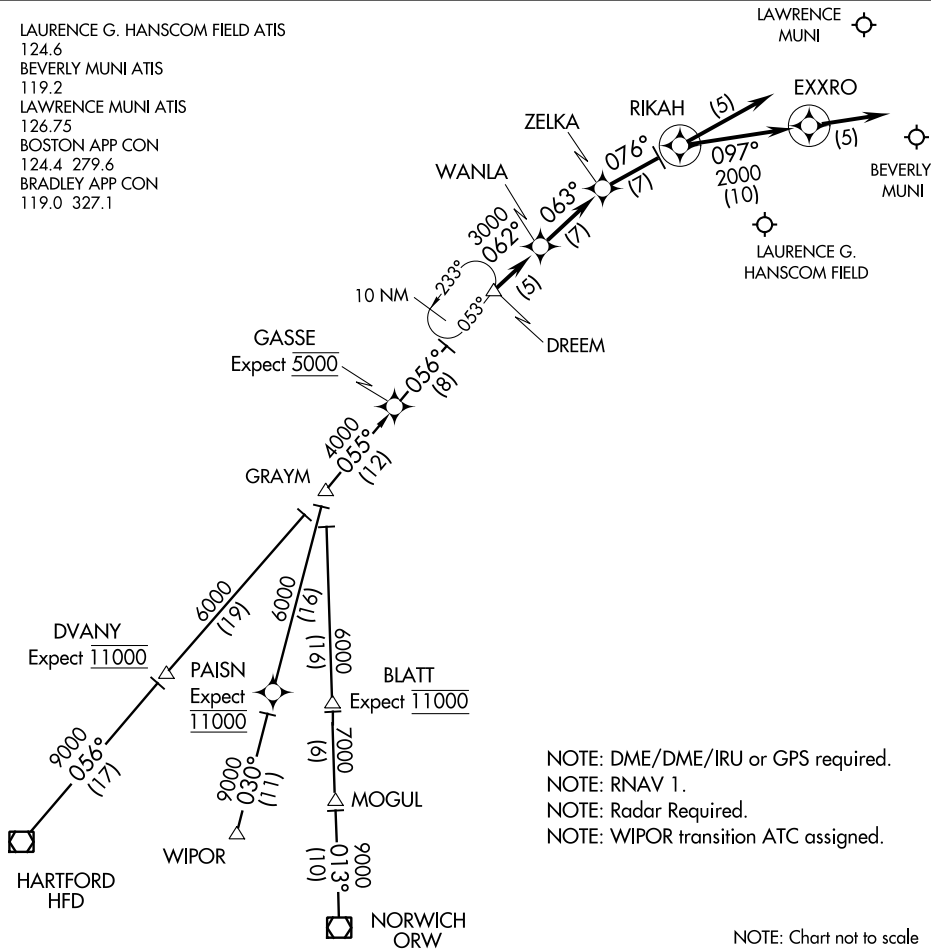 LAURENCE G. HANSCOM FIELD ATIS
124.6
BEVERLY MUNI ATIS
119.2
LAWRENCE MUNI ATIS
126.75
BOSTON APP CON
124.4 279.6
BRADLEY APP CON
119.0 327.1
LAWRENCE
MUNI
EXXRO
(5)
RIKAH
(5)
097°
2000
(10)
BEVERLY
MUNI
LAURENCE G.
HANSCOM FIELD
ZELKA
076°
(7)
WANLA
063°
(7)
3000
062°
(5)
233°
053°
10 NM
DREEM
GASSE
Expect 5000
056°
(8)
4000
055°
(12)
GRAYM
6000
(19)
6000
(16)
6000
(16)
DVANY
Expect 11000
PAISN
Expect
11000
BLATT
Expect 11000
9000
056°
(17)
9000
030°
(11)
7000
(6)
MOGUL
WIPOR
9000
013°
(10)
HARTFORD
HFD
NORWICH
ORW
NOTE: DME/DME/IRU or GPS required.
NOTE: RNAV 1.
NOTE: Radar Required.
NOTE: WIPOR transition ATC assigned.
NOTE: Chart not to scale